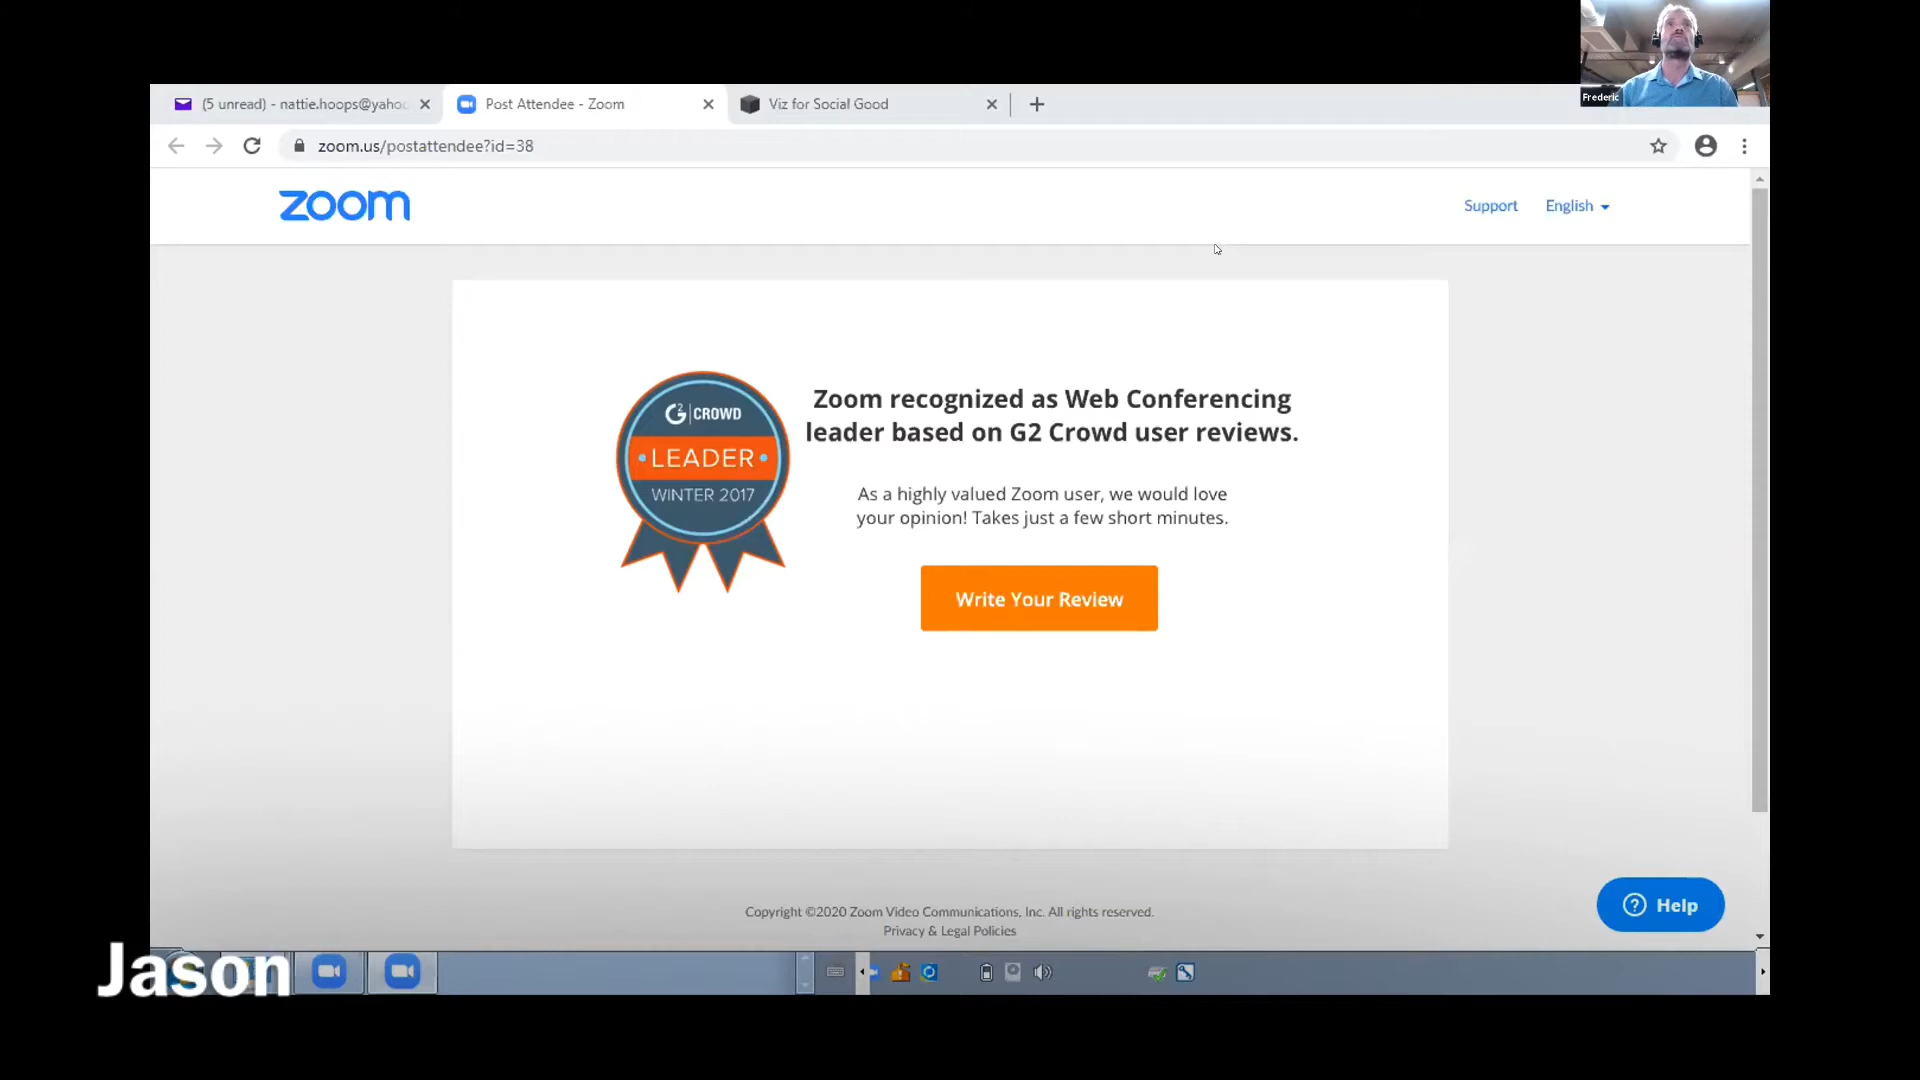 Frederic
(5 unread) - nattie.hoops@yaho
Post Attendee - Zoom
Viz for Social Good
zoom.us/postattendee?id=38
zoom
Support
English
G2 | CROWD
LEADER
WINTER 2017
Zoom recognized as Web Conferencing
leader based on G2 Crowd user reviews.
As a highly valued Zoom user, we would love
your opinion! Takes just a few short minutes.
Write Your Review
Help
Copyright ©2020 Zoom Video Communications, Inc. All rights reserved.
Privacy & Legal Policies
Jason